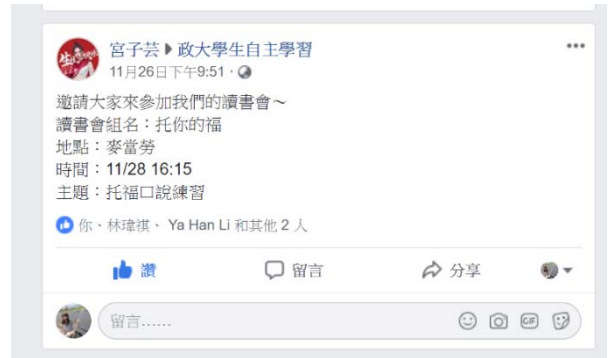 宮子芸 ▶ 政大學生自主學習
11月26日下午9:51 ·
邀請大家來參加我們的讀書會～
讀書會組名：托你的福
地點：麥當勞
時間：11/28 16:15
主題：托福口說練習
你、林瑋祺、 Ya Han Li 和其他 2 人
讚 留言 分享
留言......
GIF